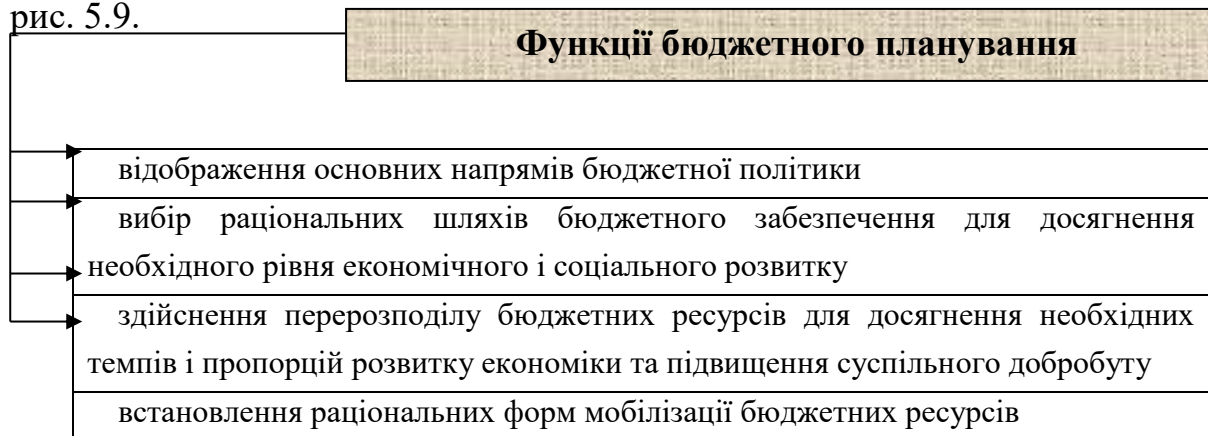 рис. 5.9.
Функції бюджетного планування
відображення основних напрямів бюджетної політики
вибір раціональних шляхів бюджетного забезпечення для досягнення
необхідного рівня економічного і соціального розвитку
здійснення перерозподілу бюджетних ресурсів для досягнення необхідних
темпів і пропорцій розвитку економіки та підвищення суспільного добробуту
встановлення раціональних форм мобілізації бюджетних ресурсів